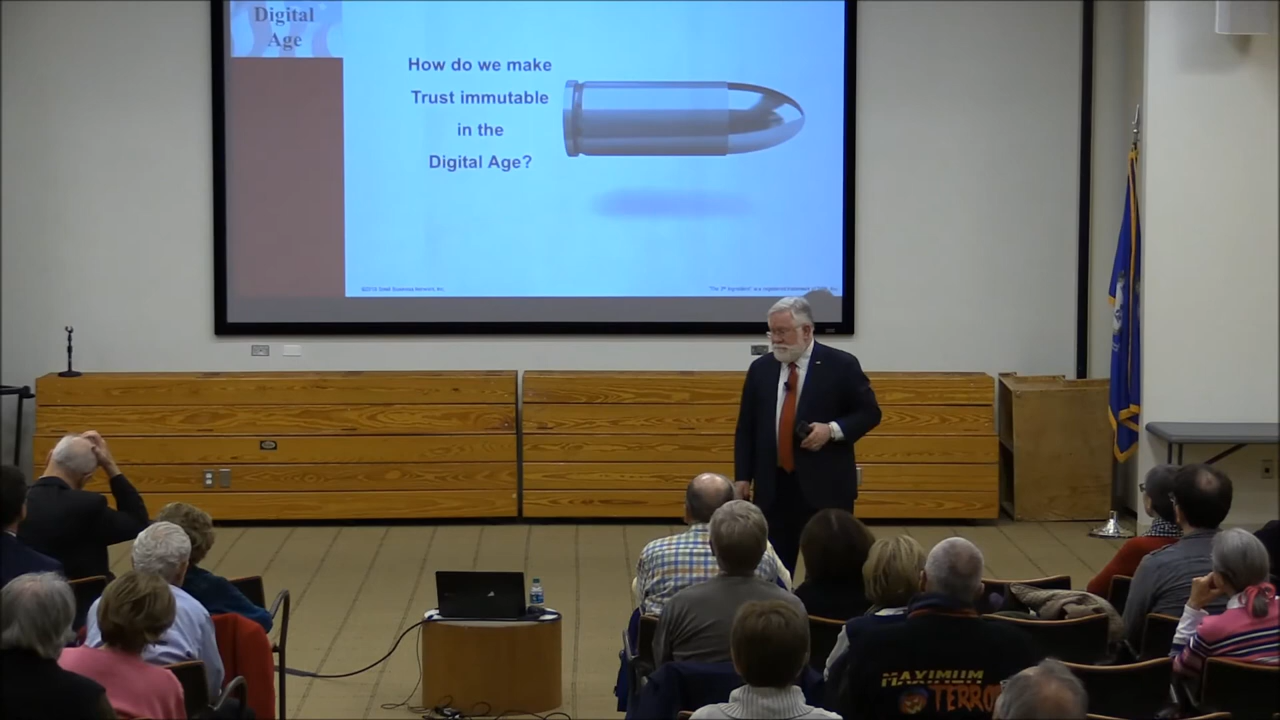 Digital
Age
How do we make
Trust immutable
in the
Digital Age?
MAXIMUM
TERRO